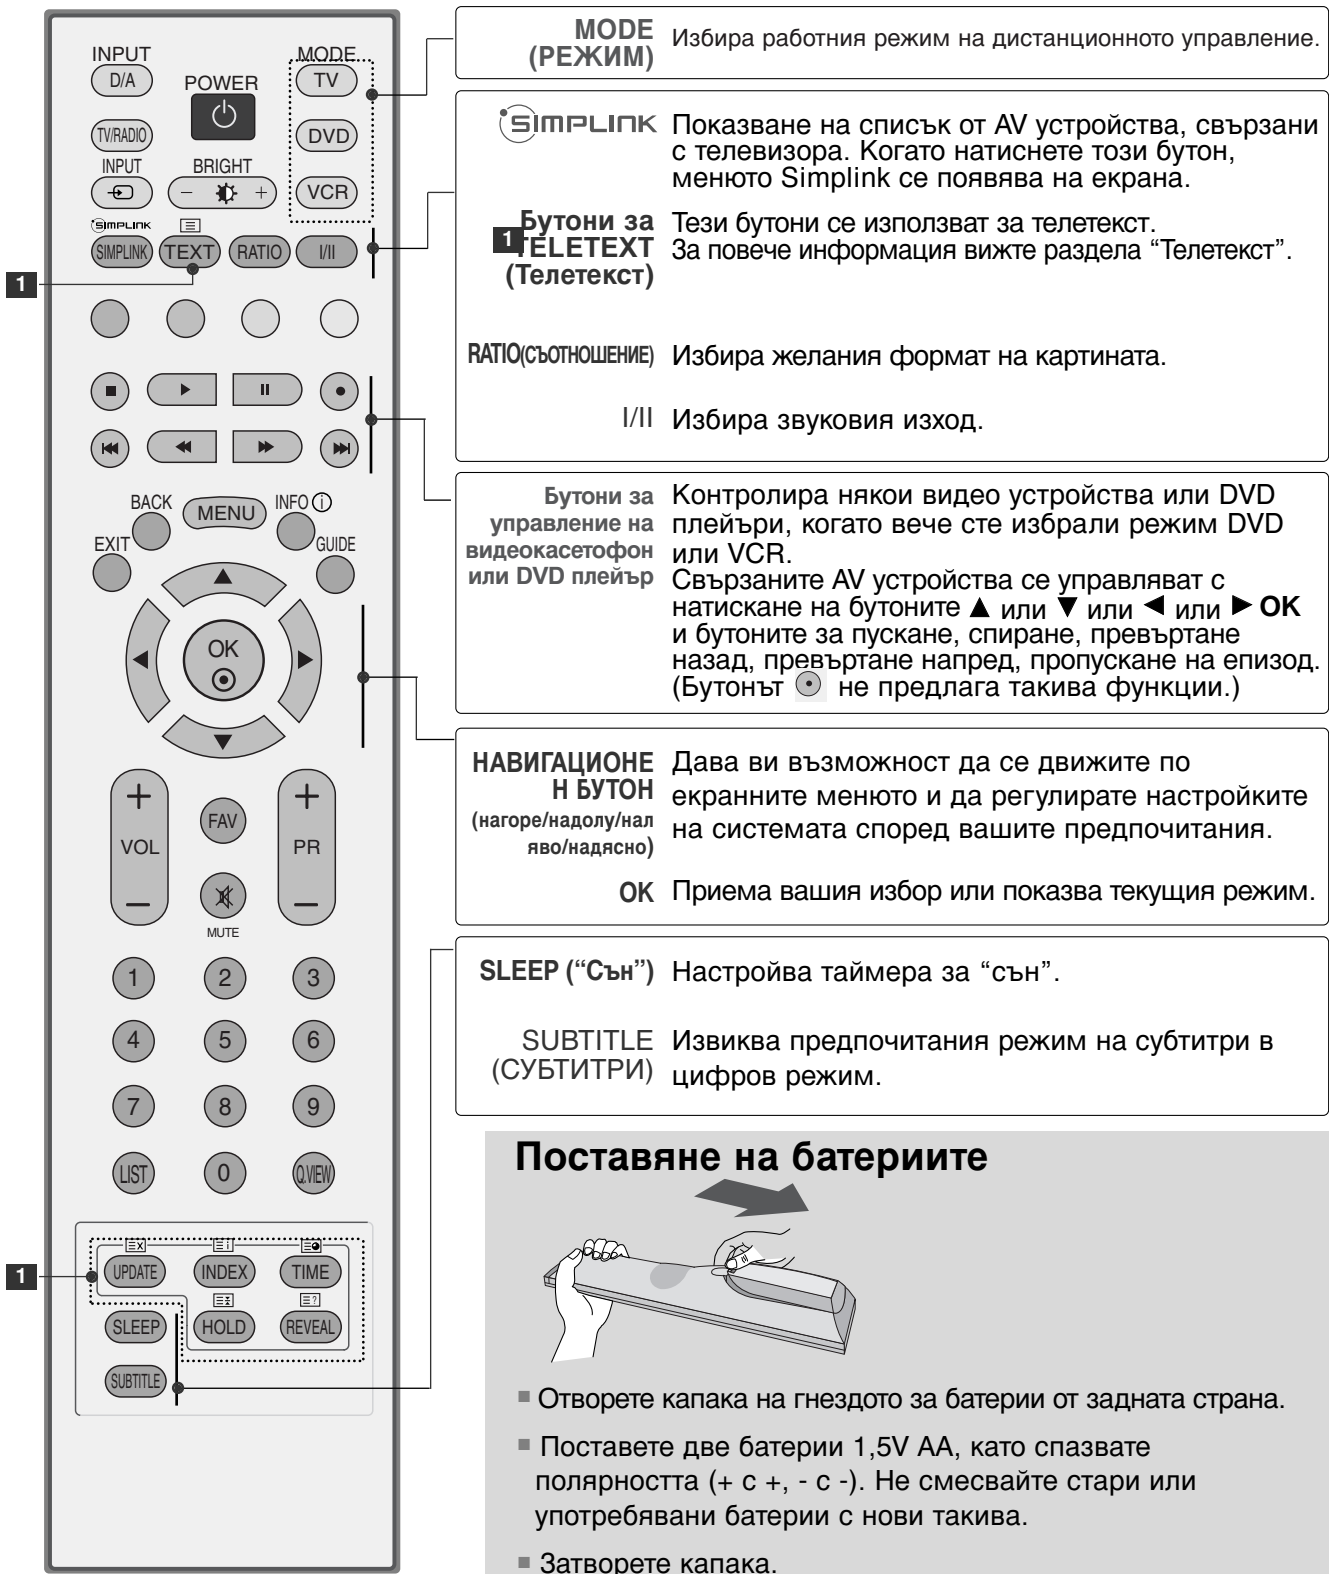 INPUT
MODE
D/A
POWER
TV
TV/RADIO
DVD
INPUT
BRIGHT
- +
VCR
SIMPLINK
SIMPLINK
TEXT
RATIO
I/II
1
BACK
MENU
INFO i
EXIT
GUIDE
OK
+
+
VOL
FAV
PR
-
-
MUTE
1
2
3
4
5
6
7
8
9
LIST
0
Q.VIEW
1
UPDATE
INDEX
TIME
SLEEP
HOLD
REVEAL
SUBTITLE
MODE
(РЕЖИМ)
Избира работния режим на дистанционното управление.
SIMPLINK
Показване на списък от AV устройства, свързани
с телевизора. Когато натиснете този бутон,
менюто Simplink се появява на екрана.
1
Бутони за
TELETEXT
(Телетекст)
Тези бутони се използват за телетекст.
За повече информация вижте раздела “Телетекст”.
RATIO(СЪОТНОШЕНИЕ)
Избира желания формат на картината.
I/II
Избира звуковия изход.
Бутони за
управление на
видеокасетофон
или DVD плейър
Контролира някои видео устройства или DVD
плейъри, когато вече сте избрали режим DVD
или VCR.
Свързаните AV устройства се управляват с
натискане на бутоните ▲ или ▼ или ◄ или ► OK
и бутоните за пускане, спиране, превъртане
назад, превъртане напред, пропускане на епизод.
(Бутонът ⦿ не предлага такива функции.)
НАВИГАЦИОНЕ
Н БУТОН
(нагоре/надолу/нал
яво/надясно)
Дава ви възможност да се движите по
екранните менюто и да регулирате настройките
на системата според вашите предпочитания.
OK
Приема вашия избор или показва текущия режим.
SLEEP (“Сън”)
Настройва таймера за “сън”.
SUBTITLE
(СУБТИТРИ)
Извиква предпочитания режим на субтитри в
цифров режим.
Поставяне на батериите
■ Отворете капака на гнездото за батерии от задната страна.
■ Поставете две батерии 1,5V AA, като спазвате
полярността (+ с +, - с -). Не смесвайте стари или
употребявани батерии с нови такива.
■ Затворете капака.